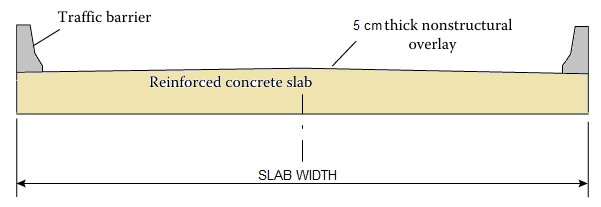 Traffic barrier
5 cm thick nonstructural
overlay
Reinforced concrete slab
SLAB WIDTH